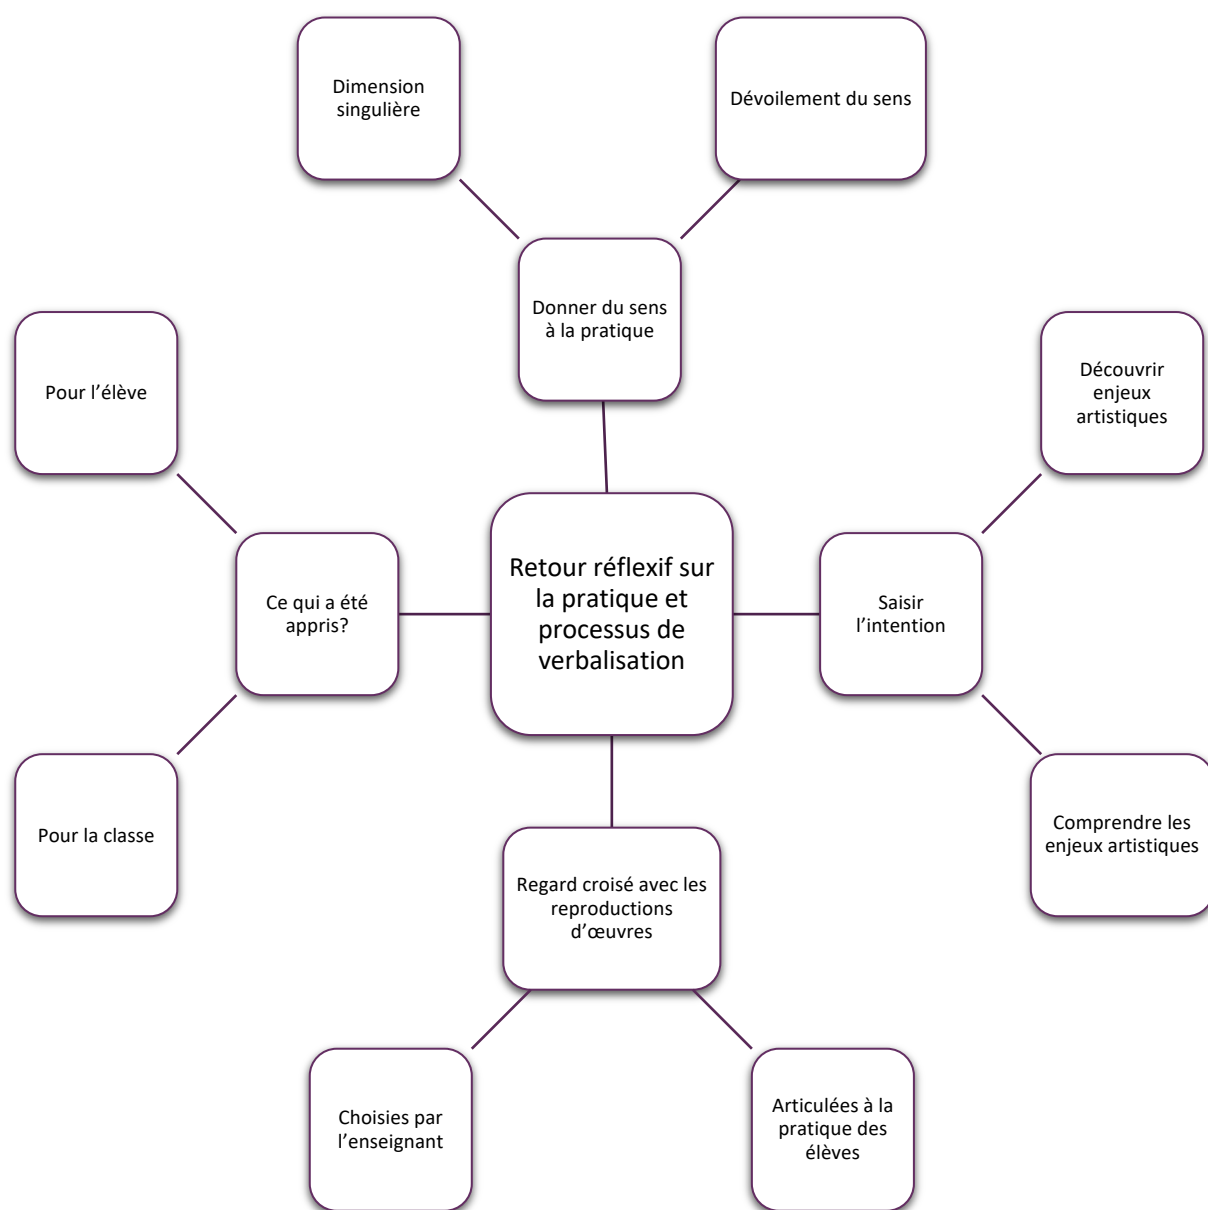 Dimension
singulière
Dévoilement du sens
Donner du sens
à la pratique
Pour l’élève
Découvrir
enjeux
artistiques
Retour réflexif sur
la pratique et
processus de
verbalisation
Ce qui a été
appris?
Saisir
l’intention
Pour la classe
Comprendre les
enjeux artistiques
Regard croisé avec les
reproductions
d’œuvres
Choisies par
l’enseignant
Articulées à la
pratique des
élèves